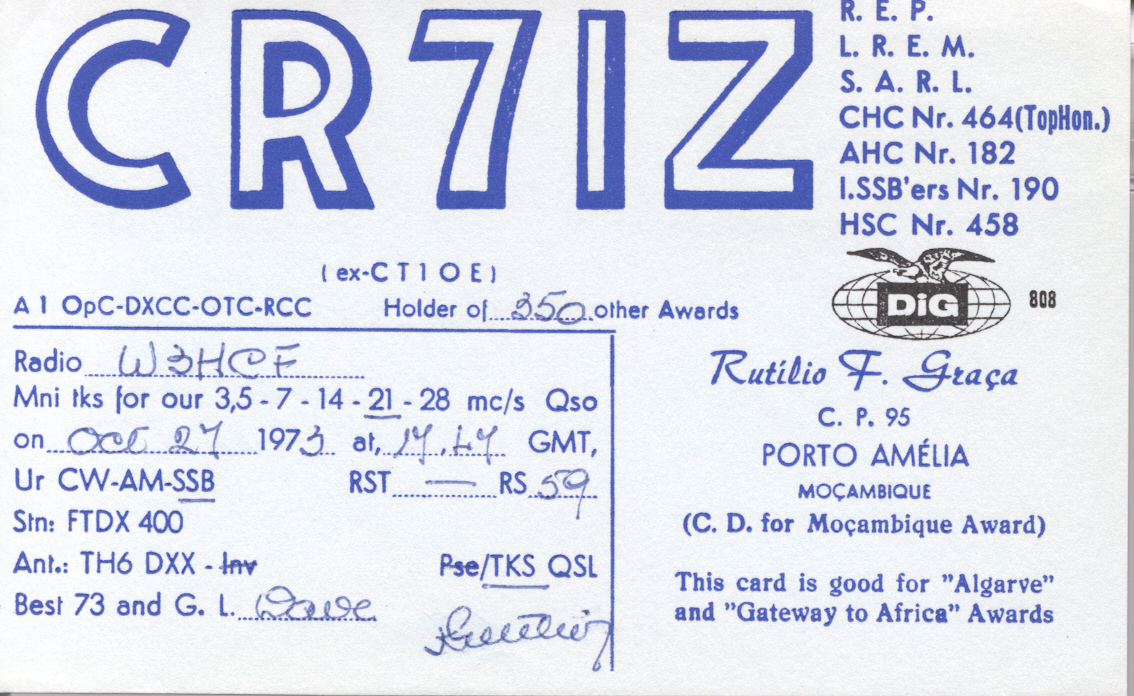 CR7IZ
R. E. P.
L. R. E. M.
S. A. R. L.
CHC Nr. 464(TopHon.)
AHC Nr. 182
I.SSB'ers Nr. 190
HSC Nr. 458
DiG 808
(ex-CT1OE)
A 1 OpC-DXCC-OTC-RCC Holder of 350 other Awards
Radio W3HCF
Mni tks for our 3,5 - 7 - 14 - 21 - 28 mc/s Qso
on Oct 27 1973 at, 17.47 GMT,
Ur CW-AM-SSB RST — RS 59
Stn: FTDX 400
Ant.: TH6 DXX - Inv Pse/TKS QSL
Best 73 and G. L. Dave
Rutílio F. Graça
C. P. 95
PORTO AMÉLIA
MOÇAMBIQUE
(C. D. for Moçambique Award)
This card is good for "Algarve"
and "Gateway to Africa" Awards